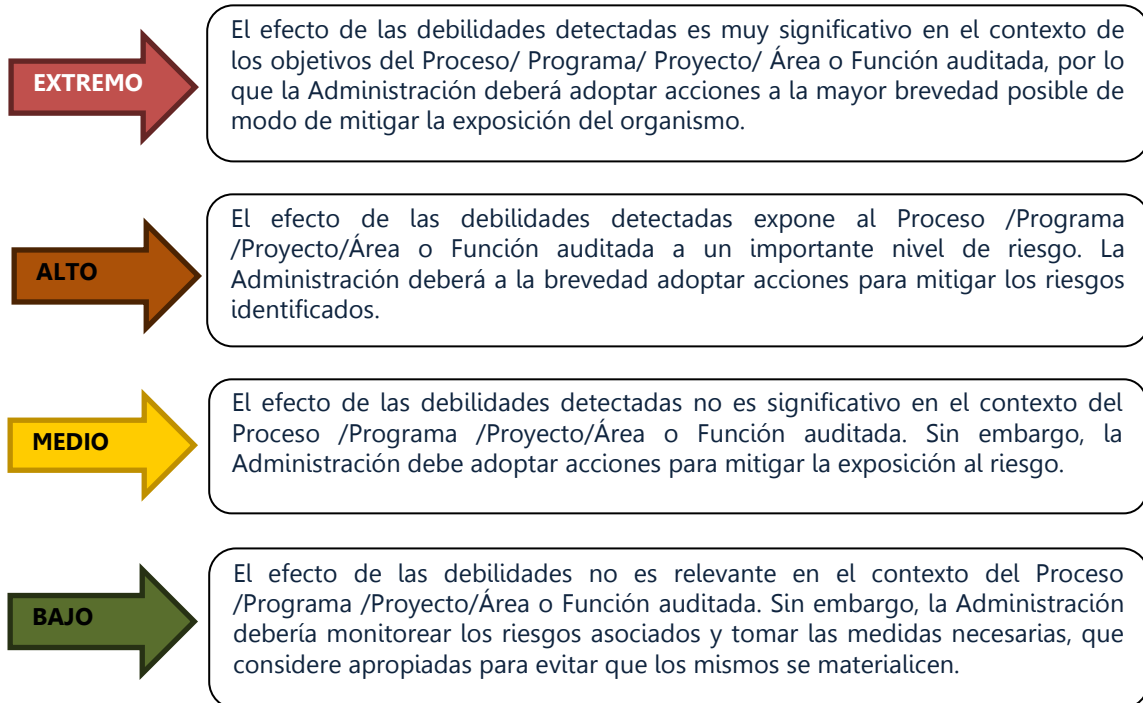 EXTREMO
El efecto de las debilidades detectadas es muy significativo en el contexto de
los objetivos del Proceso/ Programa/ Proyecto/ Área o Función auditada, por lo
que la Administración deberá adoptar acciones a la mayor brevedad posible de
modo de mitigar la exposición del organismo.
ALTO
El efecto de las debilidades detectadas expone al Proceso /Programa
/Proyecto/Área o Función auditada a un importante nivel de riesgo. La
Administración deberá a la brevedad adoptar acciones para mitigar los riesgos
identificados.
MEDIO
El efecto de las debilidades detectadas no es significativo en el contexto del
Proceso /Programa /Proyecto/Área o Función auditada. Sin embargo, la
Administración debe adoptar acciones para mitigar la exposición al riesgo.
BAJO
El efecto de las debilidades no es relevante en el contexto del Proceso
/Programa /Proyecto/Área o Función auditada. Sin embargo, la Administración
debería monitorear los riesgos asociados y tomar las medidas necesarias, que
considere apropiadas para evitar que los mismos se materialicen.